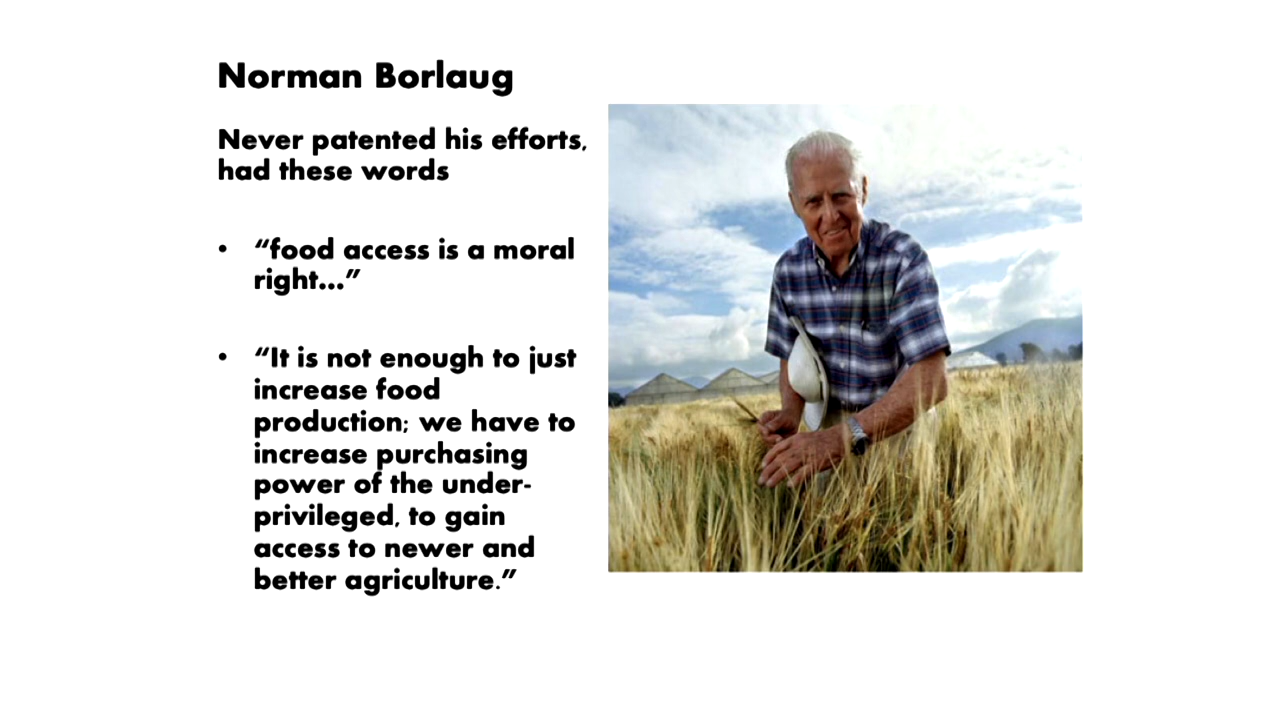 Norman Borlaug
Never patented his efforts,
had these words
• “food access is a moral
right...”
• “It is not enough to just
increase food
production; we have to
increase purchasing
power of the under-
privileged, to gain
access to newer and
better agriculture.”